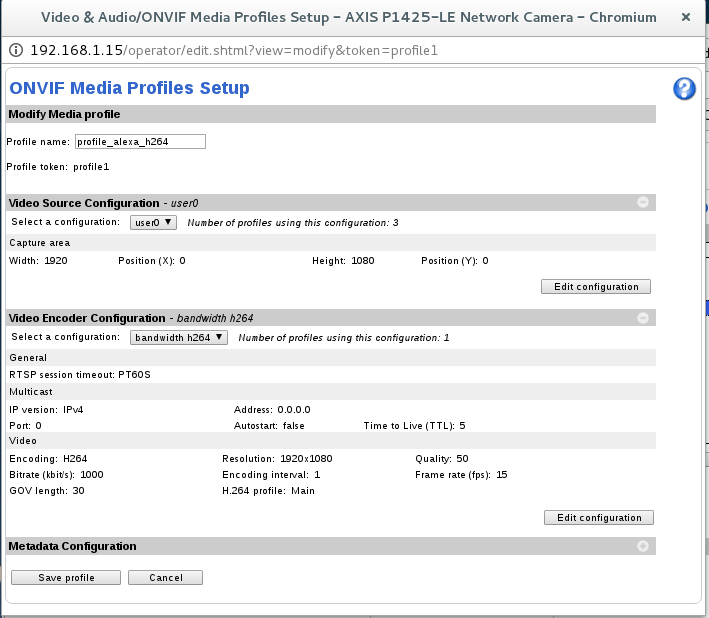 Video & Audio/ONVIF Media Profiles Setup – AXIS P1425-LE Network Camera – Chromium ×
192.168.1.15/operator/edit.shtml?view=modify&token=profile1
ONVIF Media Profiles Setup
Modify Media profile
Profile name: profile_alexa_h264
Profile token: profile1
Video Source Configuration - user0
Select a configuration: user0 ▼ Number of profiles using this configuration: 3
Capture area
Width: 1920 Position (X): 0 Height: 1080 Position (Y): 0
Edit configuration
Video Encoder Configuration - bandwidth h264
Select a configuration: bandwidth h264 ▼ Number of profiles using this configuration: 1
General
RTSP session timeout: PT60S
Multicast
IP version: IPv4 Address: 0.0.0.0
Port: 0 Autostart: false Time to Live (TTL): 5
Video
Encoding: H264 Resolution: 1920x1080 Quality: 50
Bitrate (kbit/s): 1000 Encoding interval: 1 Frame rate (fps): 15
GOV length: 30 H.264 profile: Main
Edit configuration
Metadata Configuration
Save profile Cancel